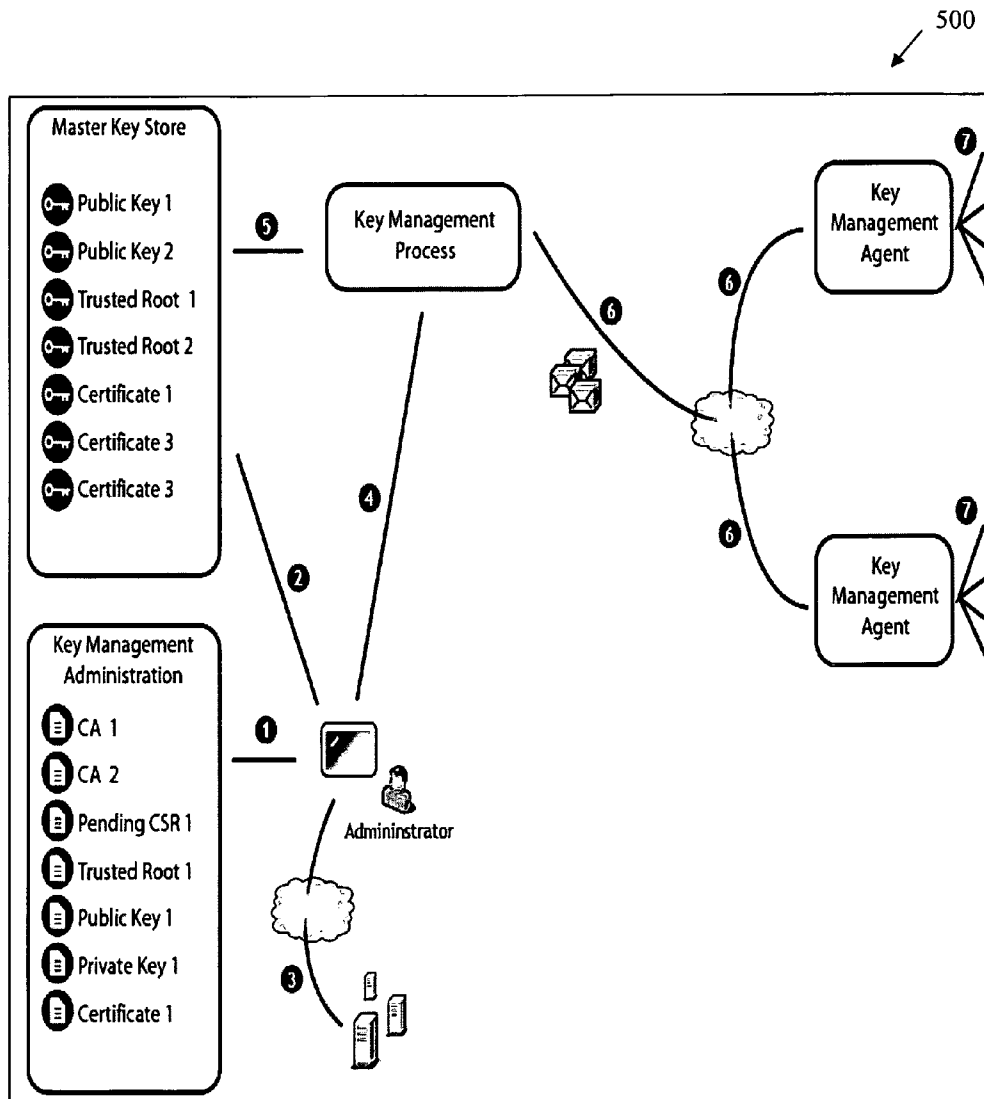 500
Master Key Store
Public Key 1
Public Key 2
Trusted Root 1
Trusted Root 2
Certificate 1
Certificate 3
Certificate 3
5
Key Management
Process
6
6
6
Key
Management
Agent
7
4
2
Key
Management
Agent
7
Key Management
Administration
CA 1
CA 2
Pending CSR 1
Trusted Root 1
Public Key 1
Private Key 1
Certificate 1
1
Admininstrator
3